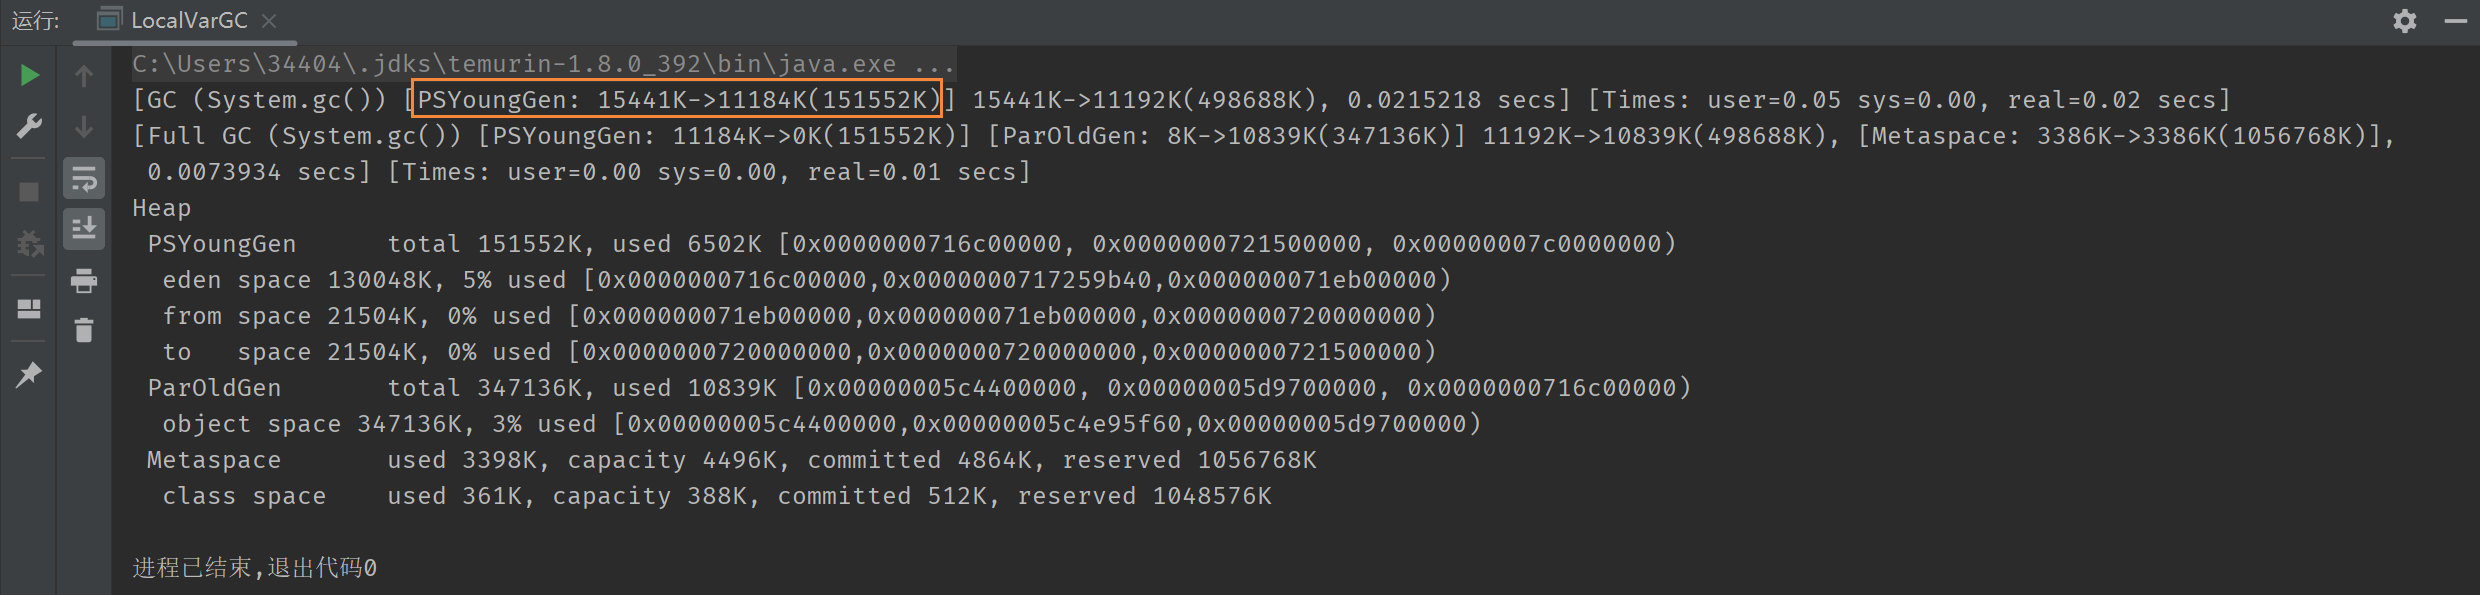 运行: LocalVarGC
C:\Users\34404\.jdks\temurin-1.8.0_392\bin\java.exe ...
[GC (System.gc()) [PSYoungGen: 15441K->11184K(151552K)] 15441K->11192K(498688K), 0.0215218 secs] [Times: user=0.05 sys=0.00, real=0.02 secs]
[Full GC (System.gc()) [PSYoungGen: 11184K->0K(151552K)] [ParOldGen: 8K->10839K(347136K)] 11192K->10839K(498688K), [Metaspace: 3386K->3386K(1056768K)],
 0.0073934 secs] [Times: user=0.00 sys=0.00, real=0.01 secs]
Heap
 PSYoungGen      total 151552K, used 6502K [0x0000000716c00000, 0x0000000721500000, 0x00000007c0000000)
  eden space 130048K, 5% used [0x0000000716c00000,0x0000000717259b40,0x000000071eb00000)
  from space 21504K, 0% used [0x000000071eb00000,0x000000071eb00000,0x0000000720000000)
  to   space 21504K, 0% used [0x0000000720000000,0x0000000720000000,0x0000000721500000)
 ParOldGen       total 347136K, used 10839K [0x00000005c4400000, 0x00000005d9700000, 0x0000000716c00000)
  object space 347136K, 3% used [0x00000005c4400000,0x00000005c4e95f60,0x00000005d9700000)
 Metaspace       used 3398K, capacity 4496K, committed 4864K, reserved 1056768K
  class space    used 361K, capacity 388K, committed 512K, reserved 1048576K
进程已结束,退出代码0